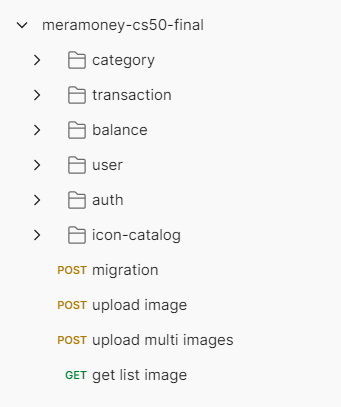 meramoney-cs50-final
category
transaction
balance
user
auth
icon-catalog
POST migration
POST upload image
POST upload multi images
GET get list image